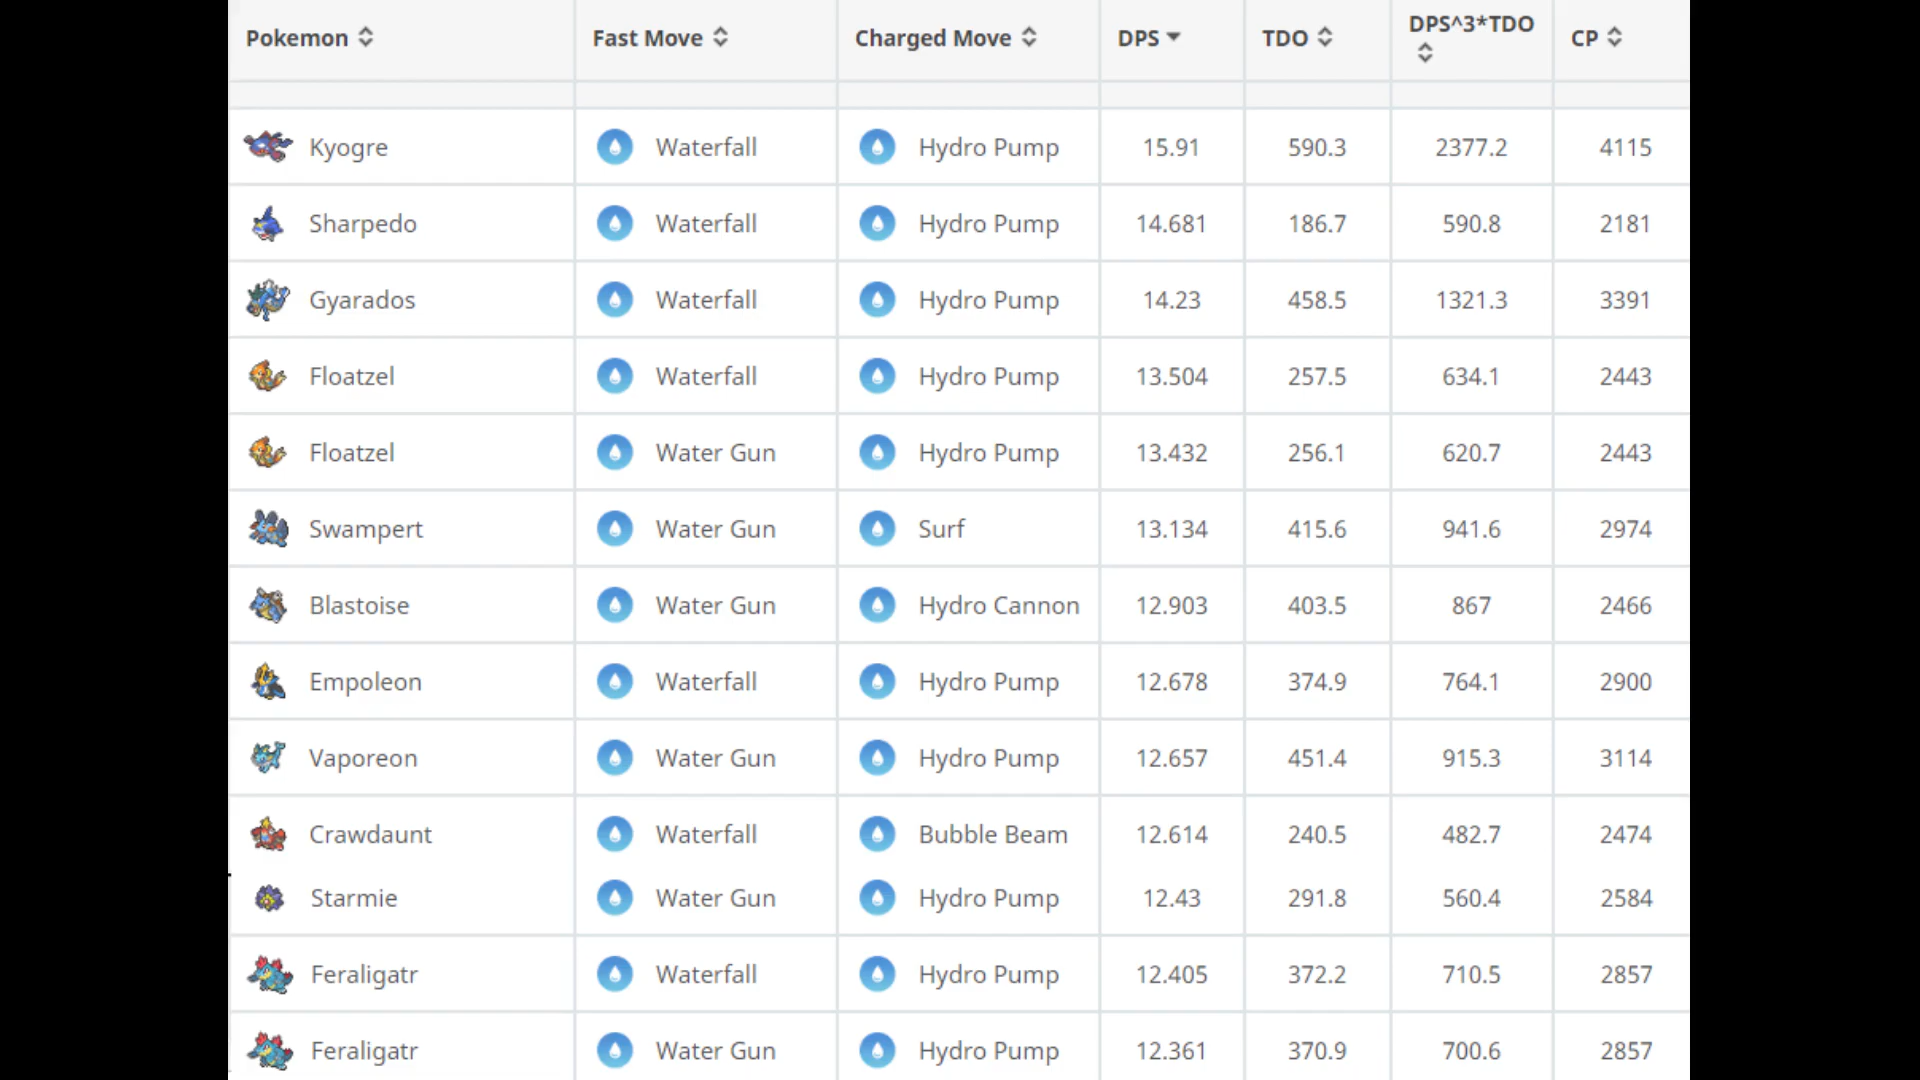 Pokemon Fast Move Charged Move DPS TDO DPS^3*TDO CP
Kyogre Waterfall Hydro Pump 15.91 590.3 2377.2 4115
Sharpedo Waterfall Hydro Pump 14.681 186.7 590.8 2181
Gyarados Waterfall Hydro Pump 14.23 458.5 1321.3 3391
Floatzel Waterfall Hydro Pump 13.504 257.5 634.1 2443
Floatzel Water Gun Hydro Pump 13.432 256.1 620.7 2443
Swampert Water Gun Surf 13.134 415.6 941.6 2974
Blastoise Water Gun Hydro Cannon 12.903 403.5 867 2466
Empoleon Waterfall Hydro Pump 12.678 374.9 764.1 2900
Vaporeon Water Gun Hydro Pump 12.657 451.4 915.3 3114
Crawdaunt Waterfall Bubble Beam 12.614 240.5 482.7 2474
Starmie Water Gun Hydro Pump 12.43 291.8 560.4 2584
Feraligatr Waterfall Hydro Pump 12.405 372.2 710.5 2857
Feraligatr Water Gun Hydro Pump 12.361 370.9 700.6 2857